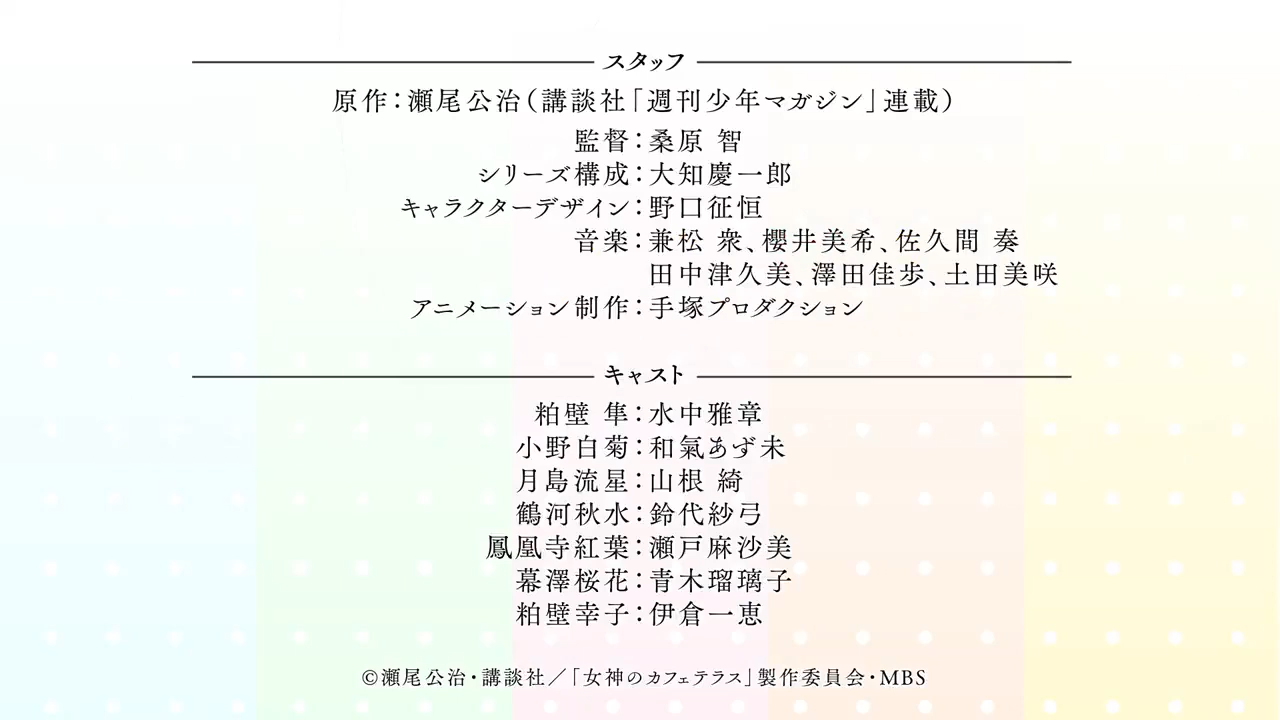 スタッフ
原作：瀬尾公治（講談社「週刊少年マガジン」連載）
監督：桑原 智
シリーズ構成：大知慶一郎
キャラクターデザイン：野口征恒
音楽：兼松 衆、櫻井美希、佐久間 奏
田中津久美、澤田佳歩、土田美咲
アニメーション制作：手塚プロダクション
キャスト
粕壁 隼：水中雅章
小野白菊：和氣あず未
月島流星：山根 綺
鶴河秋水：鈴代紗弓
鳳凰寺紅葉：瀬戸麻沙美
幕澤桜花：青木瑠璃子
粕壁幸子：伊倉一恵
©瀬尾公治・講談社／「女神のカフェテラス」製作委員会・MBS